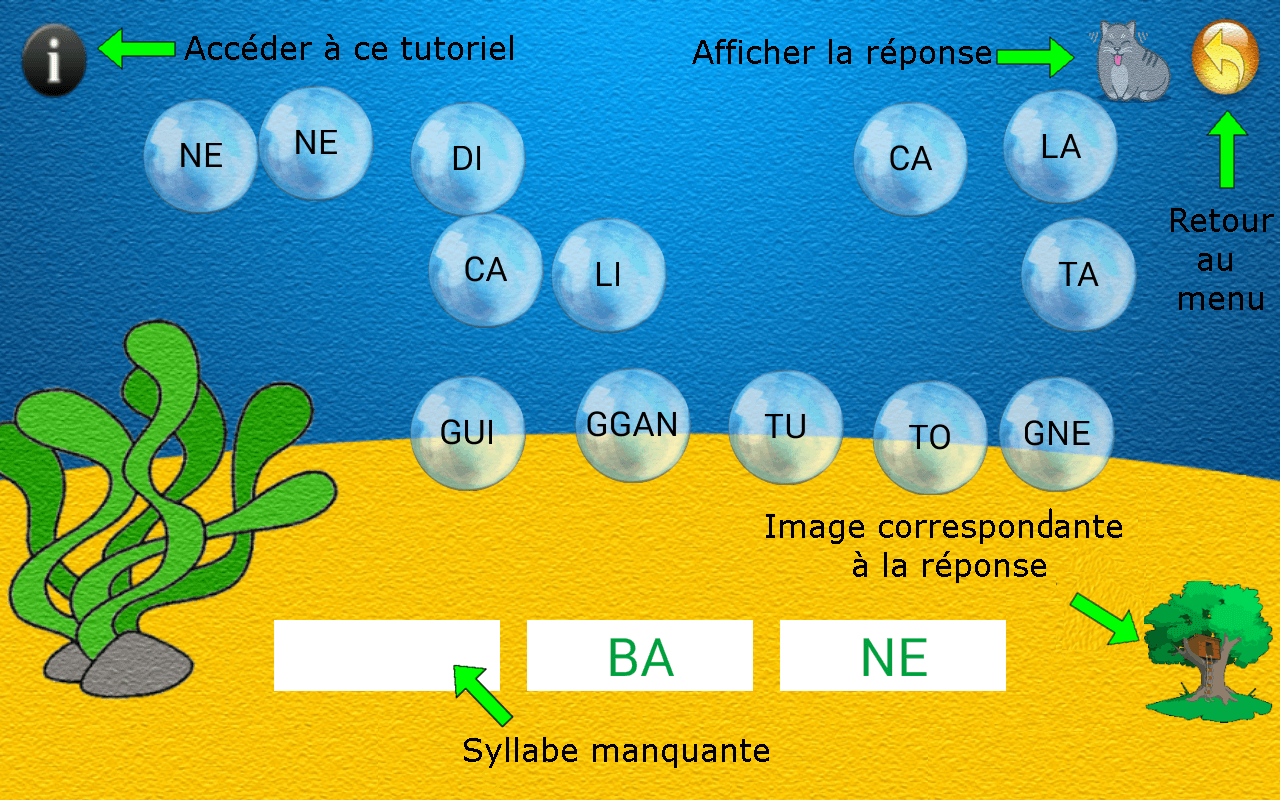 i
Accéder à ce tutoriel
Afficher la réponse
NE
NE
DI
CA
LA
Retour
au
menu
CA
LI
TA
GUI
GGAN
TU
TO
GNE
Image correspondante
à la réponse
BA
NE
Syllabe manquante